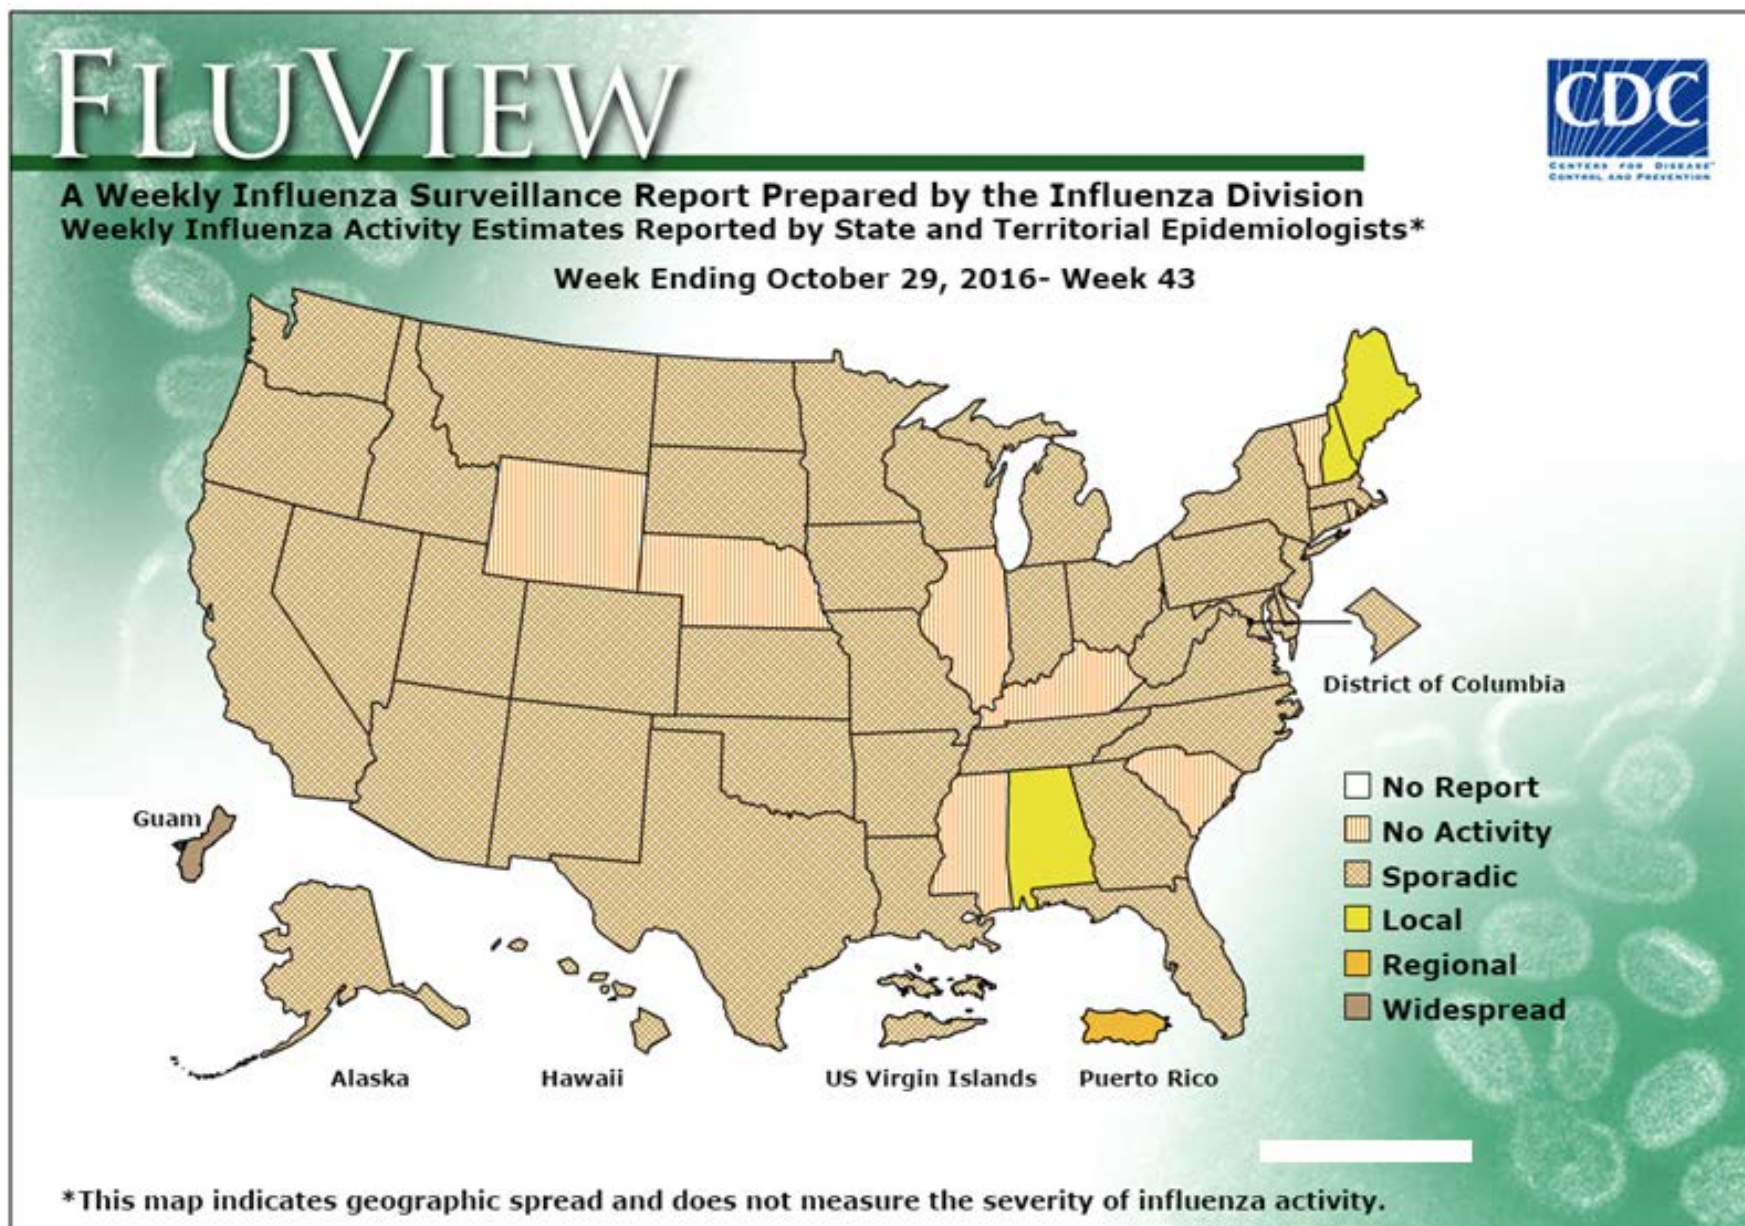 FLUVIEW
CDC
CENTERS FOR DISEASE™
CONTROL AND PREVENTION
A Weekly Influenza Surveillance Report Prepared by the Influenza Division
Weekly Influenza Activity Estimates Reported by State and Territorial Epidemiologists*
Week Ending October 29, 2016- Week 43
District of Columbia
No Report
No Activity
Sporadic
Local
Regional
Widespread
Guam
Alaska
Hawaii
US Virgin Islands
Puerto Rico
*This map indicates geographic spread and does not measure the severity of influenza activity.